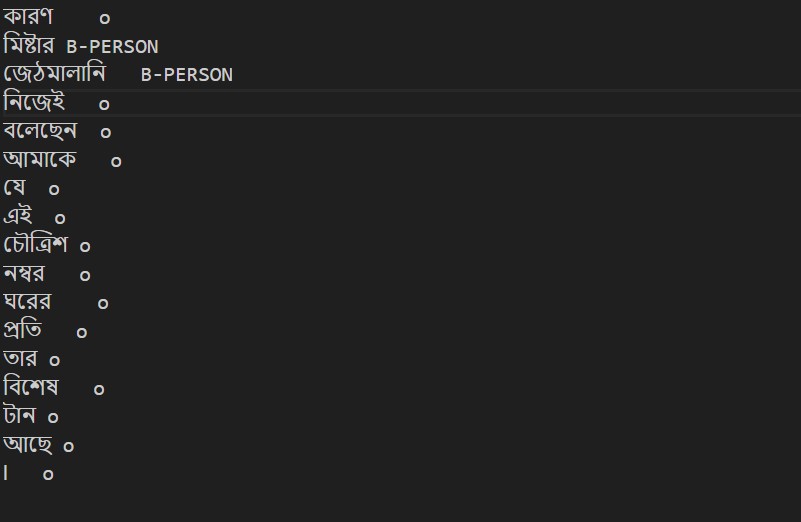 কারণ o
মিষ্টার B-PERSON
জেঠমালানি B-PERSON
নিজেই o
বলেছেন o
আমাকে o
যে o
এই o
চৌত্রিশ o
নম্বর o
ঘরের o
প্রতি o
তার o
বিশেষ o
টান o
আছে o
। o